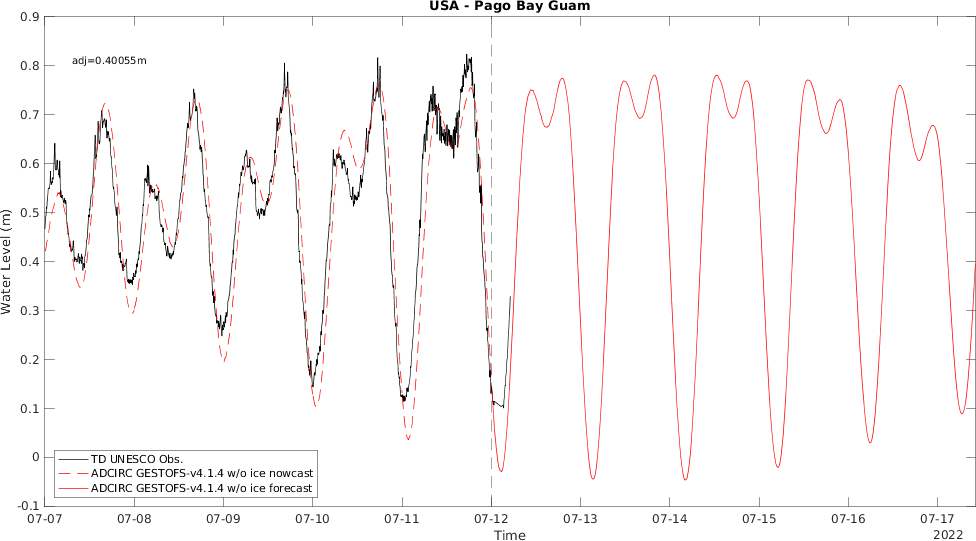 USA - Pago Bay Guam
0.9
adj=0.40055m
0.8
0.7
0.6
0.5
0.4
0.3
0.2
0.1
0
-0.1
Water Level (m)
TD UNESCO Obs.
ADCIRC GESTOFS-v4.1.4 w/o ice nowcast
ADCIRC GESTOFS-v4.1.4 w/o ice forecast
07-07 07-08 07-09 07-10 07-11 07-12 07-13 07-14 07-15 07-16 07-17
Time
2022